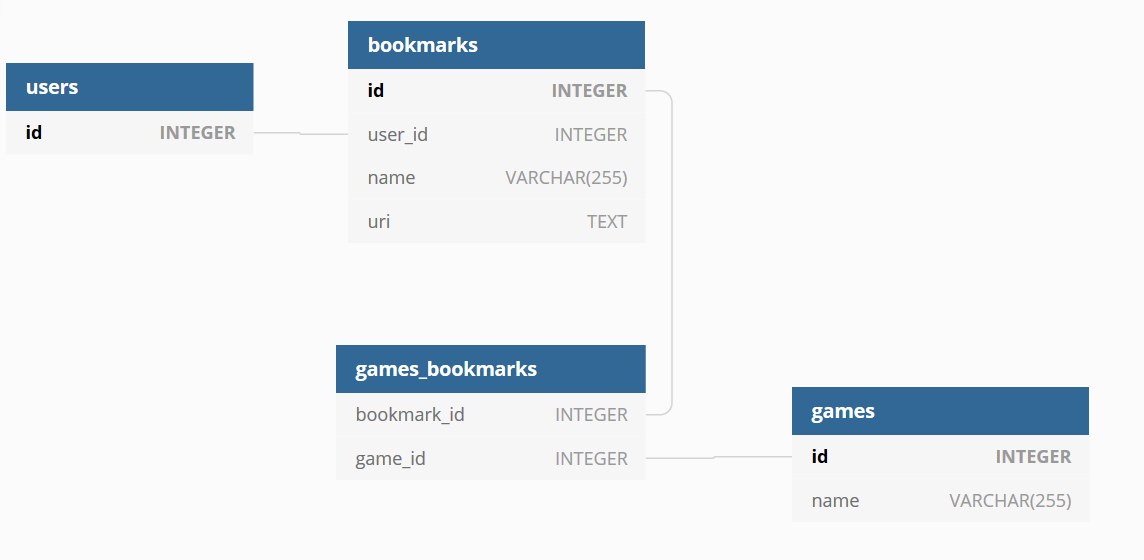 users
id INTEGER
bookmarks
id INTEGER
user_id INTEGER
name VARCHAR(255)
uri TEXT
games_bookmarks
bookmark_id INTEGER
game_id INTEGER
games
id INTEGER
name VARCHAR(255)